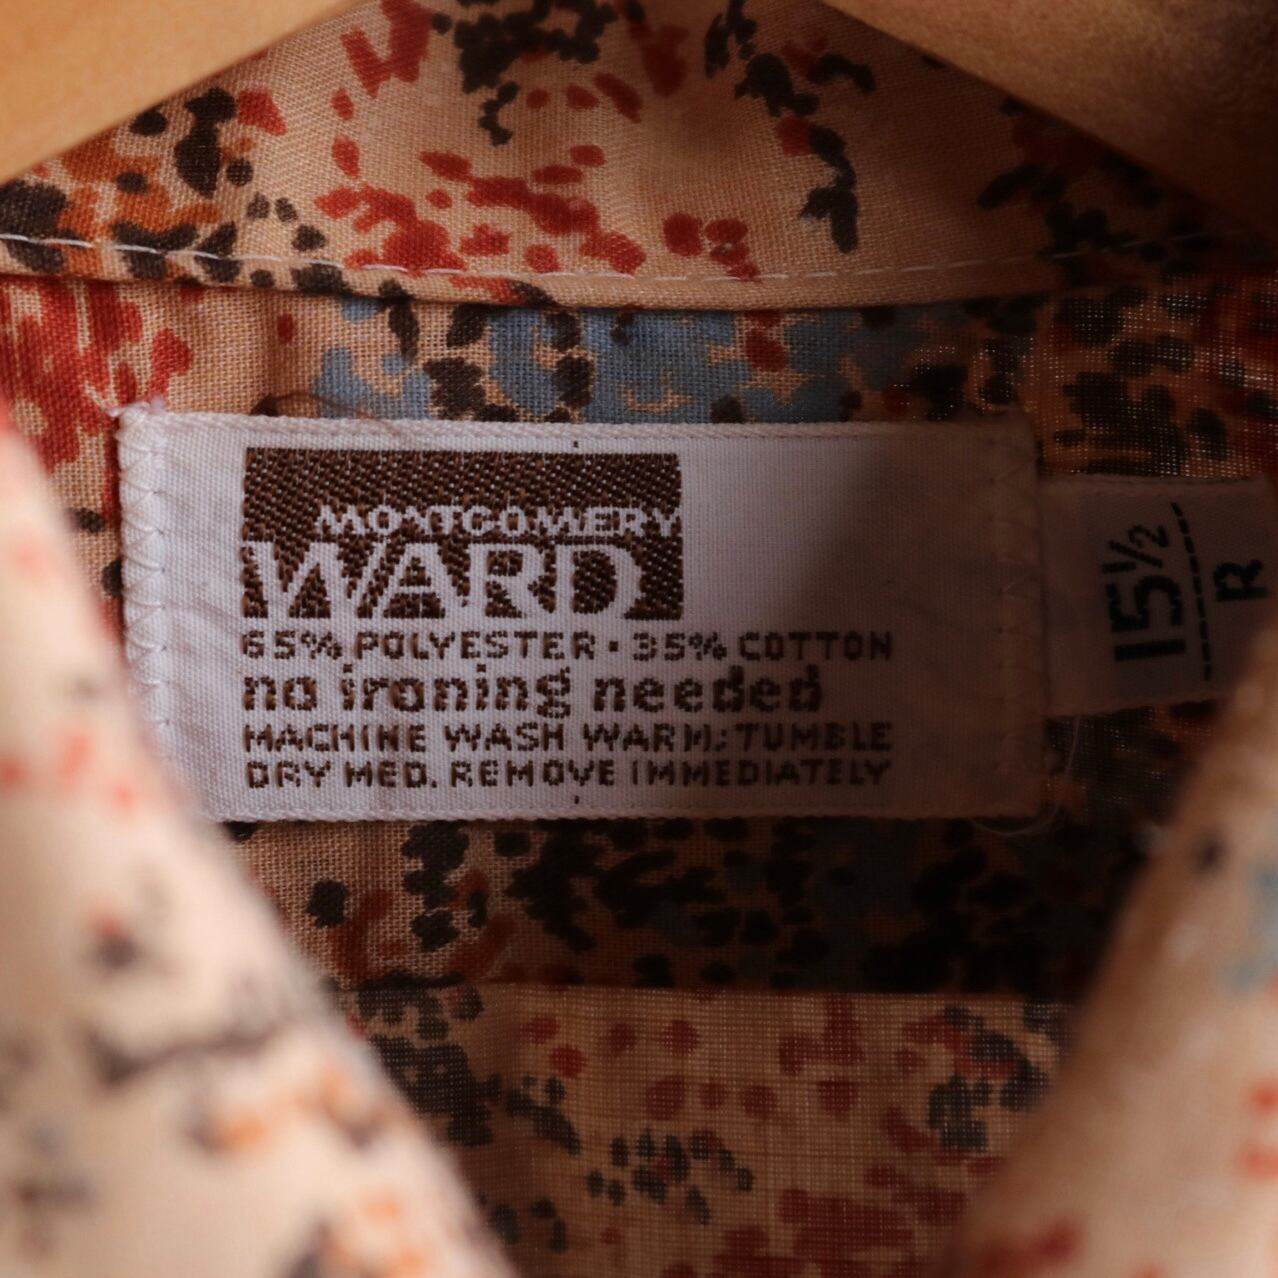 MONTGOMERY
WARD
65% POLYESTER · 35% COTTON
no ironing needed
MACHINE WASH WARM; TUMBLE
DRY MED. REMOVE IMMEDIATELY
15½
R